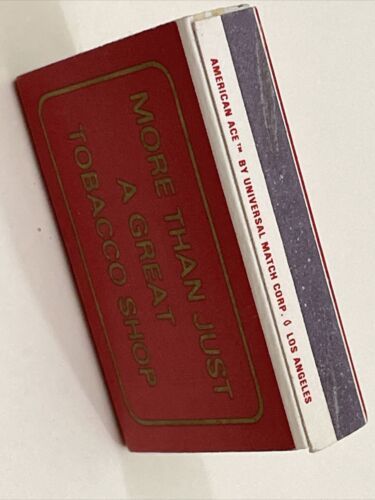 MORE THAN JUST
A GREAT
TOBACCO SHOP
AMERICAN ACE™ BY UNIVERSAL MATCH CORP. ◊ LOS ANGELES